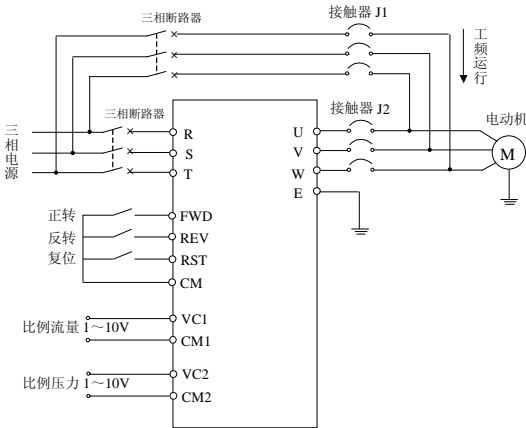 三相断路器
接触器 J1
工频运行
三相断路器
接触器 J2
电动机
三相电源
R
S
T
U
V
W
E
M
正转
FWD
反转
REV
复位
RST
CM
比例流量 1～10V
VC1
CM1
比例压力 1～10V
VC2
CM2